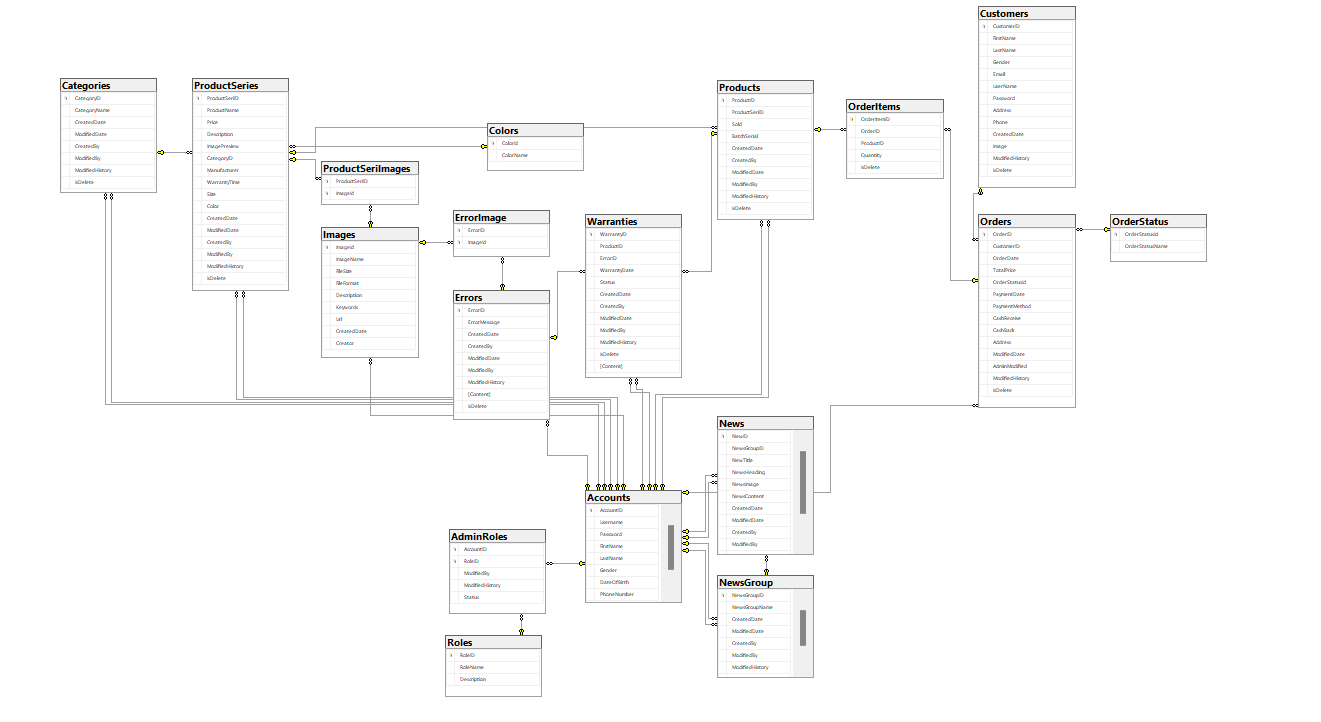 Customers
CustomerID
FirstName
LastName
Gender
Email
UserName
Password
Address
Phone
CreatedDate
Image
ModifiedHistory
isDelete
Categories
CategoryID
CategoryName
CreatedDate
ModifiedDate
CreatedBy
ModifiedBy
ModifiedHistory
isDelete
ProductSeries
ProductSeriID
ProductName
Price
Description
ImagePreview
CategoryID
Manufacturer
WarrantyTime
Size
Color
CreatedDate
ModifiedDate
CreatedBy
ModifiedBy
ModifiedHistory
isDelete
Products
ProductID
ProductSeriID
Sold
BatchSerial
CreatedDate
CreatedBy
ModifiedDate
ModifiedBy
ModifiedHistory
isDelete
OrderItems
OrderItemID
OrderID
ProductID
Quantity
isDelete
Colors
ColorId
ColorName
ProductSeriImages
ProductSeriID
ImageId
ErrorImage
ErrorID
ImageId
Warranties
WarrantyID
ProductID
ErrorID
WarrantyDate
Status
CreatedDate
CreatedBy
ModifiedDate
ModifiedBy
ModifiedHistory
isDelete
[Content]
Orders
OrderID
CustomerID
OrderDate
TotalPrice
OrderStatusId
PaymentDate
PaymentMethod
CashReceive
CashBack
Address
ModifiedDate
AdminModified
ModifiedHistory
isDelete
OrderStatus
OrderStatusId
OrderStatusName
Images
ImageId
ImageName
FileSize
FileFormat
Description
Keywords
Url
CreatedDate
Creator
Errors
ErrorID
ErrorMessage
CreatedDate
CreatedBy
ModifiedDate
ModifiedBy
ModifiedHistory
[Content]
isDelete
News
NewID
NewsGroupID
NewTitle
NewsHeading
NewsImage
NewsContent
CreatedDate
ModifiedDate
CreatedBy
ModifiedBy
Accounts
AccountID
Username
Password
FirstName
LastName
Gender
DateOfBirth
PhoneNumber
AdminRoles
AccountID
RoleID
ModifiedBy
ModifiedHistory
Status
NewsGroup
NewsGroupID
NewsGroupName
CreatedDate
ModifiedDate
CreatedBy
ModifiedBy
ModifiedHistory
Roles
RoleID
RoleName
Description